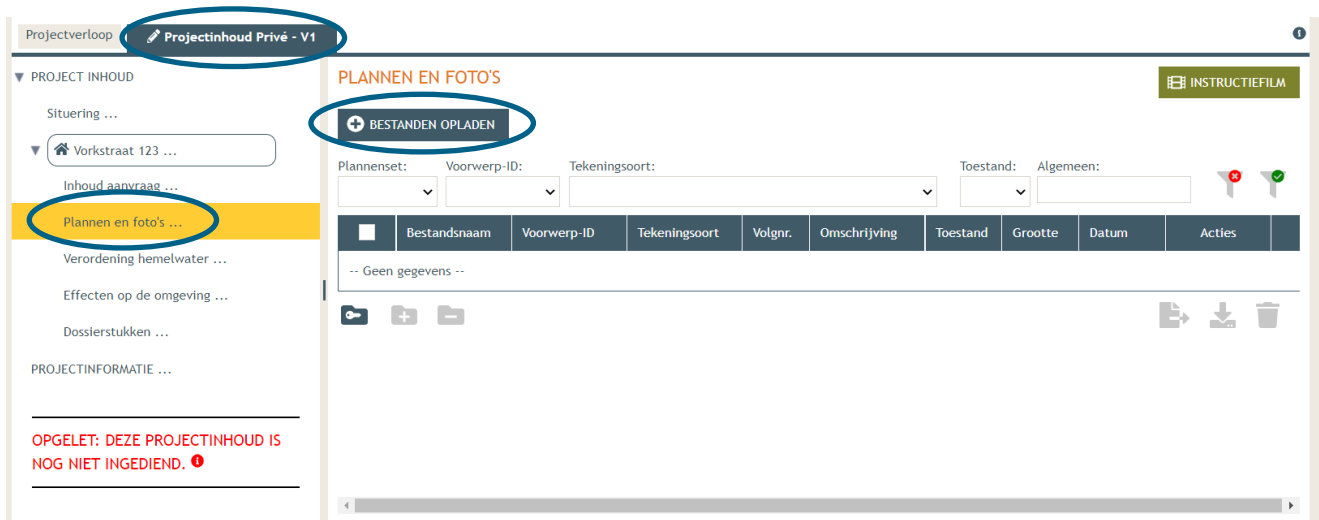 Projectverloop
Projectinhoud Privé - V1
PROJECT INHOUD
Situering ...
Vorkstraat 123 ...
Inhoud aanvraag ...
Plannen en foto's ...
Verordening hemelwater ...
Effecten op de omgeving ...
Dossierstukken ...
PROJECTINFORMATIE ...
OPGELET: DEZE PROJECTINHOUD IS
NOG NIET INGEDIEND.
PLANNEN EN FOTO'S
INSTRUCTIEFILM
BESTANDEN OPLADEN
Plannenset: Voorwerp-ID: Tekeningsoort: Toestand: Algemeen:
Bestandsnaam Voorwerp-ID Tekeningsoort Volgnr. Omschrijving Toestand Grootte Datum Acties
-- Geen gegevens --